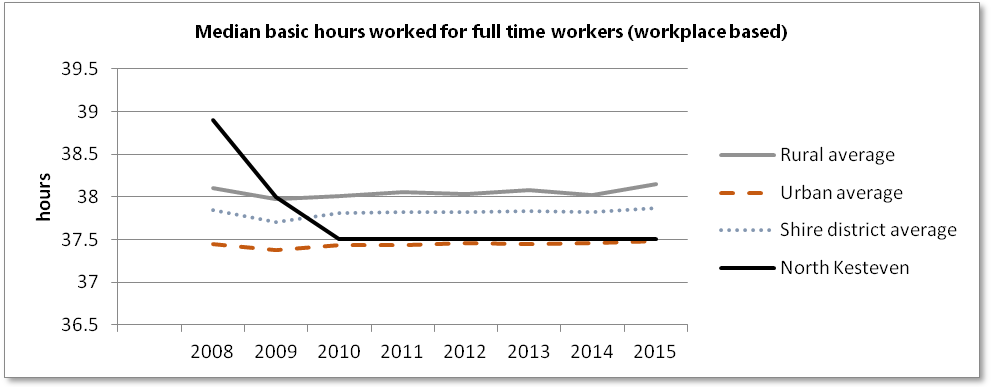 Median basic hours worked for full time workers (workplace based)
39.5
39
38.5
38
37.5
37
36.5
hours
2008 2009 2010 2011 2012 2013 2014 2015
Rural average
Urban average
Shire district average
North Kesteven